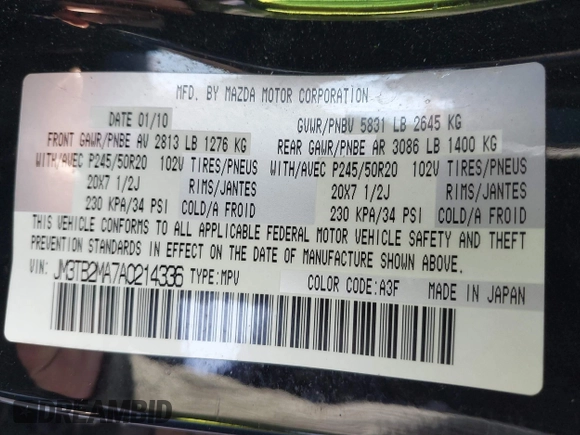 MFD. BY MAZDA MOTOR CORPORATION
DATE 01/10 GVWR/PNBV 5831 LB 2645 KG
FRONT GAWR/PNBE AV 2813 LB 1276 KG REAR GAWR/PNBE AR 3086 LB 1400 KG
WITH/AVEC P245/50R20 102V TIRES/PNEUS WITH/AVEC P245/50R20 102V TIRES/PNEUS
20X7 1/2J RIMS/JANTES 20X7 1/2J RIMS/JANTES
230 KPA/34 PSI COLD/A FROID 230 KPA/34 PSI COLD/A FROID
THIS VEHICLE CONFORMS TO ALL APPLICABLE FEDERAL MOTOR VEHICLE SAFETY AND THEFT
PREVENTION STANDARDS IN EFFECT ON THE DATE OF MANUFACTURE SHOWN ABOVE.
VIN: JM3TB2MA7A0214336 TYPE:MPV COLOR CODE:A3F MADE IN JAPAN
DREAMBID